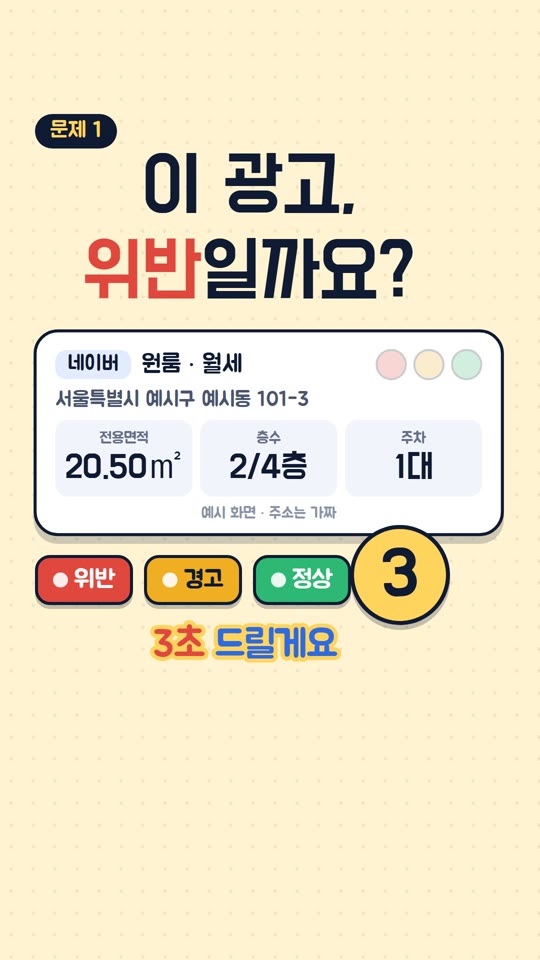 문제 1
이 광고,
위반일까요?
네이버 원룸 · 월세
서울특별시 예시구 예시동 101-3
전용면적 층수 주차
20.50㎡ 2/4층 1대
예시 화면 · 주소는 가짜
위반 경고 정상 3
3초 드릴게요